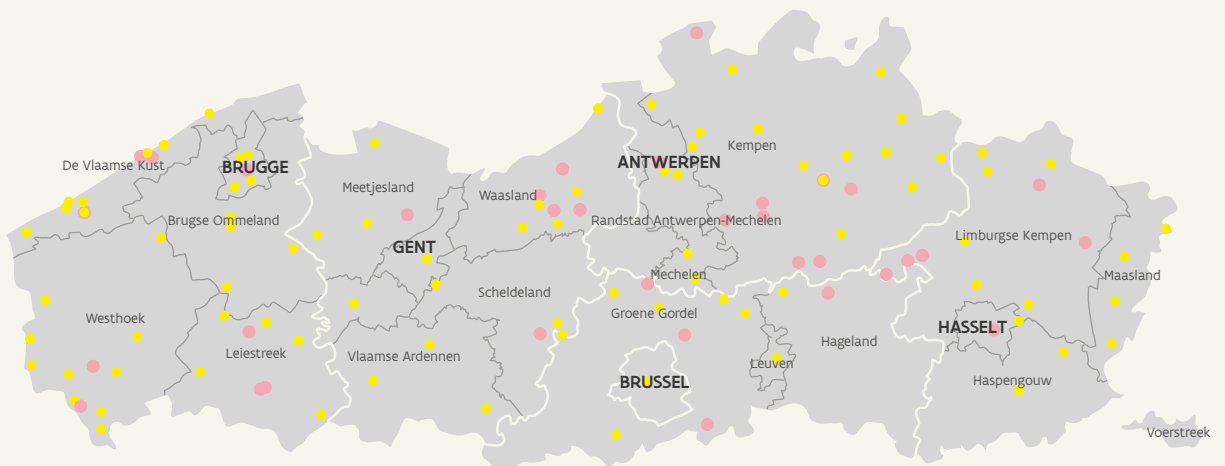 Kempen
ANTWERPEN
De Vlaamse Kust
BRUGGE
Meetjesland
Waasland
Brugse Ommeland
Randstad Antwerpen-Mechelen
GENT
Limburgse Kempen
Mechelen
Maasland
Scheldeland
Westhoek
Groene Gordel
HASSELT
Leiestreek
Vlaamse Ardennen
Hageland
Leuven
BRUSSEL
Haspengouw
Voerstreek